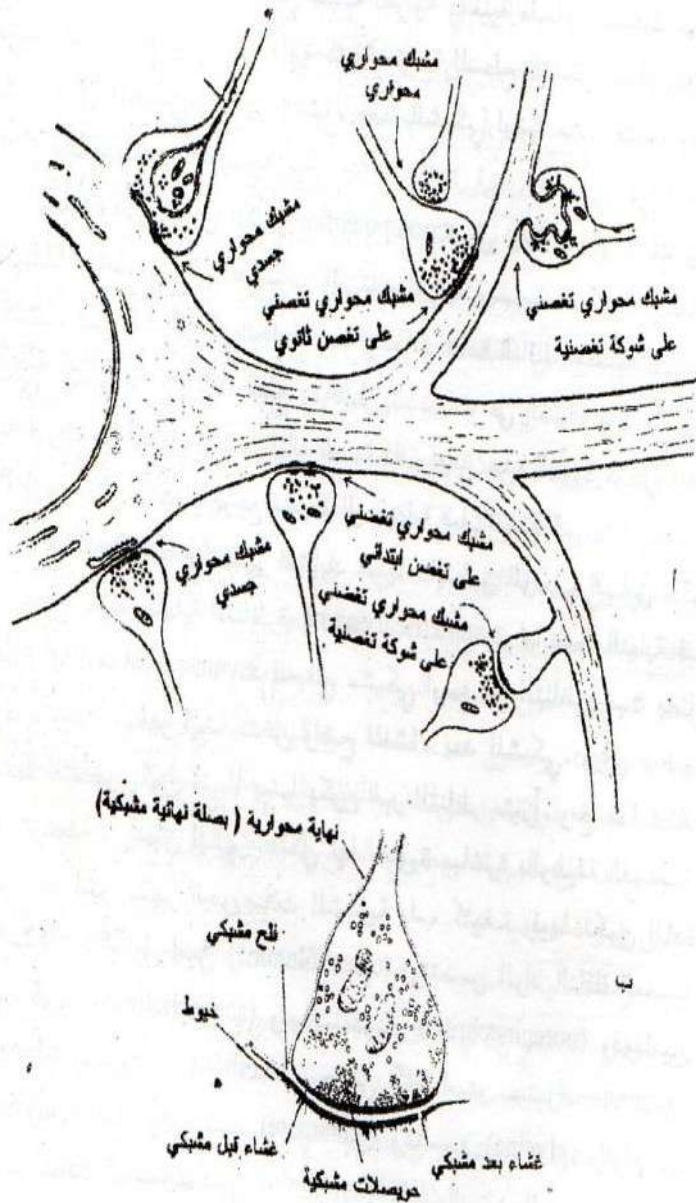 مشبك محواري
محواري
مشبك محواري
جسدي
مشبك محواري تغصني
على تغصن ثانوي
مشبك محواري تغصني
على شوكة تغصنية
مشبك محواري
جسدي
مشبك محواري تغصني
على تغصن ابتدائي
مشبك محواري تغصني
على شوكة تغصنية
نهاية محوارية ( بصلة نهائية مشبكية)
فلح مشبكي
ب
خيوط
غشاء قبل مشبكي
غشاء بعد مشبكي
حويصلات مشبكية